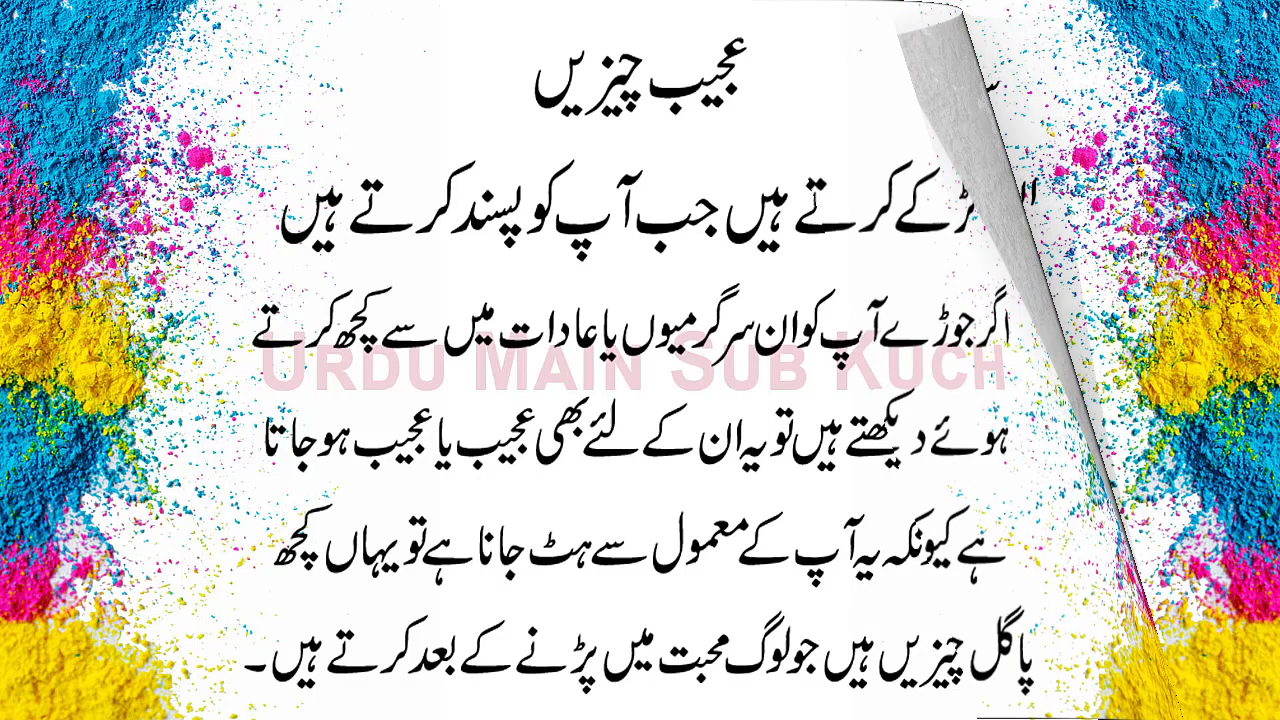 عجیب چیزیں
کرتے ہیں جب آپ کو پسند کرتے ہیں
اگر جوڑے آپ کو ان سرگرمیوں یا عادات میں سے کچھ کرتے
URDU MAIN SUB KUCH
ہوئے دیکھتے ہیں تو یہ ان کے لئے بھی عجیب یا عجیب ہو جاتا
ہے کیونکہ یہ آپ کے معمول سے ہٹ جانا ہے تو یہاں کچھ
پاگل چیزیں ہیں جو لوگ محبت میں پڑنے کے بعد کرتے ہیں۔